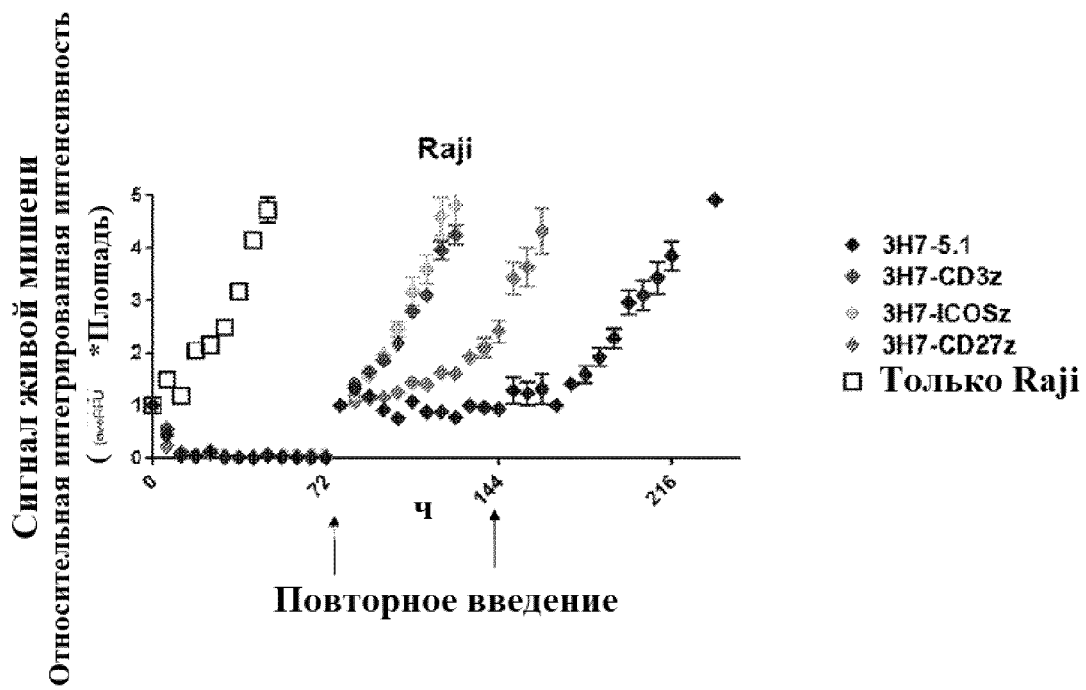 Сигнал живой мишени
Относительная интегрированная интенсивность
*Площадь)
Raji
5
4
3
2
1
0
0
72
144
216
ч
Повторное введение
3H7-5.1
3H7-CD3z
3H7-ICOSz
3H7-CD27z
Только Raji